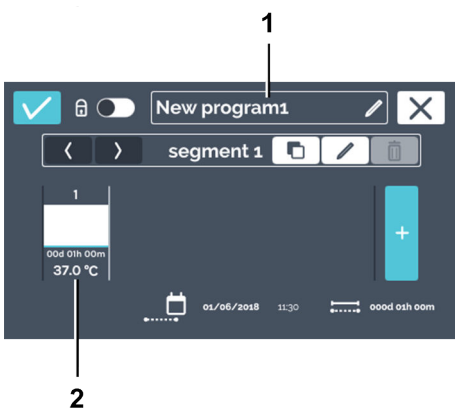 1
New program1
segment 1
1
00d 01h 00m
37.0 °C
+
01/06/2018 11:30 000d 01h 00m
2